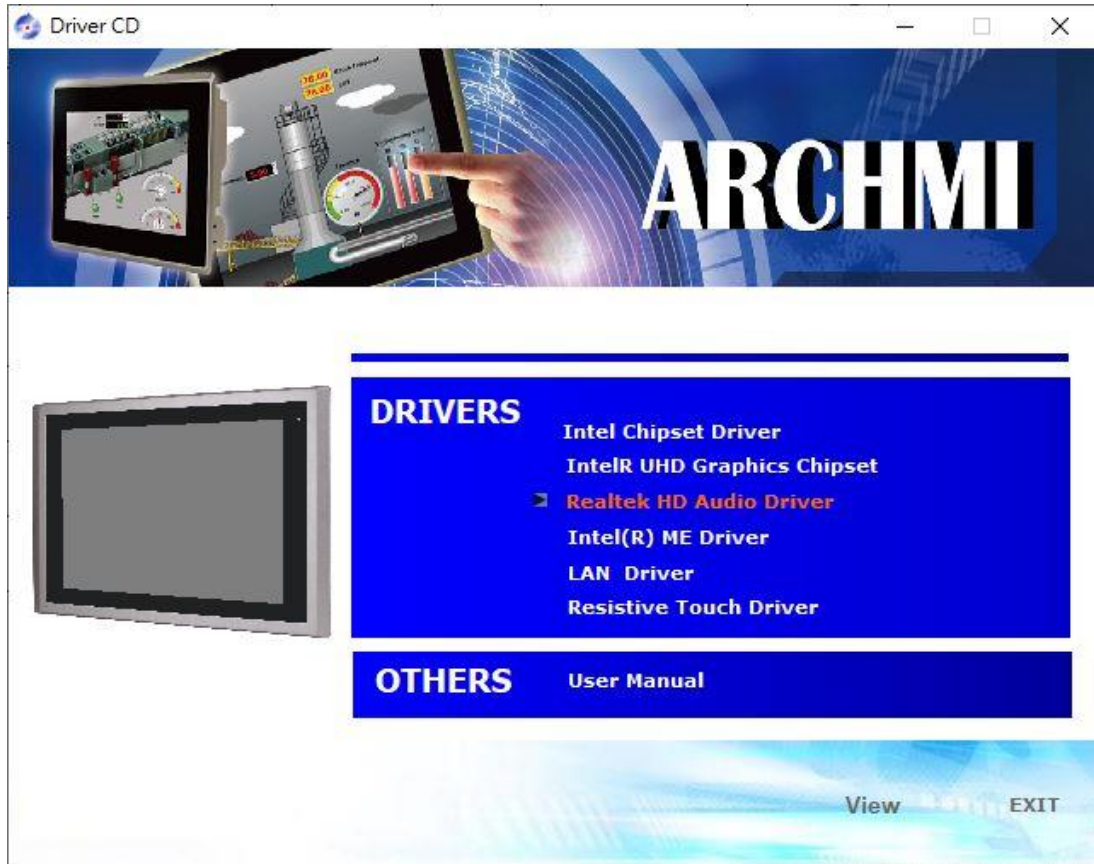 Driver CD
ARCHMI
DRIVERS
Intel Chipset Driver
IntelR UHD Graphics Chipset
Realtek HD Audio Driver
Intel(R) ME Driver
LAN  Driver
Resistive Touch Driver
OTHERS
User Manual
View
EXIT